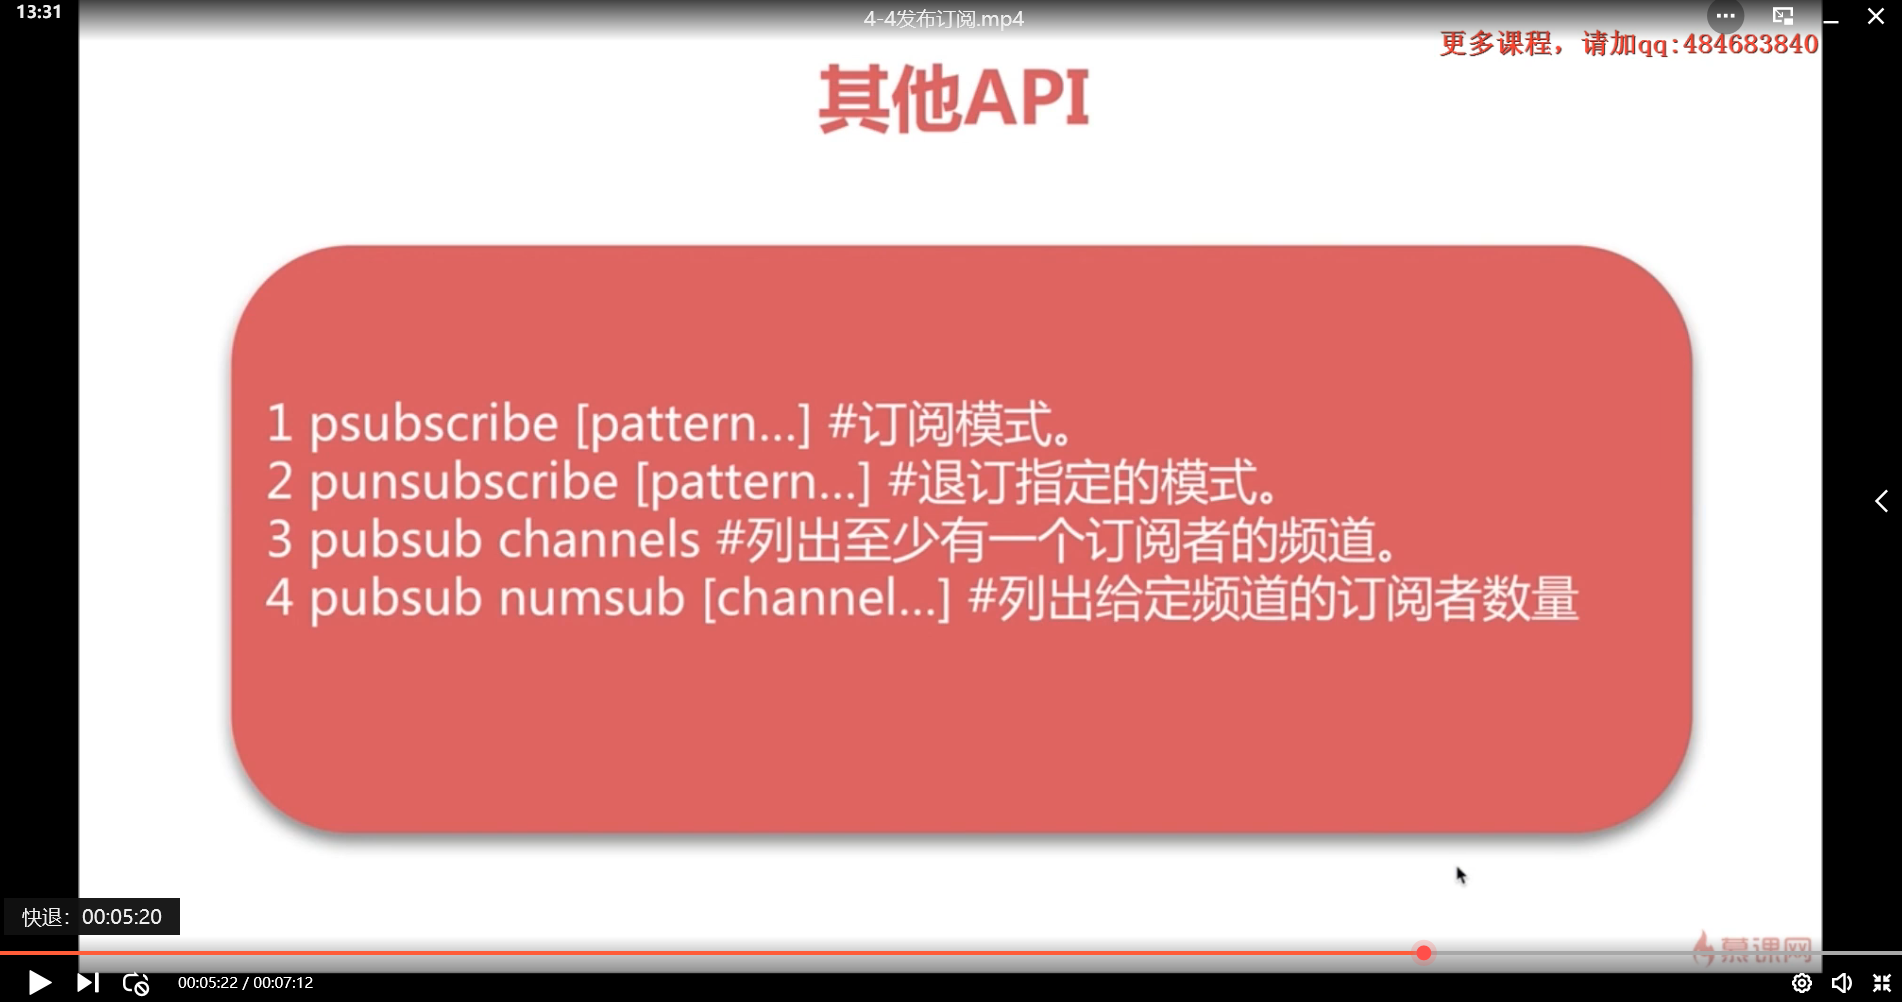 13:31
4-4发布订阅.mp4
更多课程，请加qq:484683840
其他API
1 psubscribe [pattern...] #订阅模式。
2 punsubscribe [pattern...] #退订指定的模式。
3 pubsub channels #列出至少有一个订阅者的频道。
4 pubsub numsub [channel...] #列出给定频道的订阅者数量
快退：00:05:20
慕课网
00:05:22 / 00:07:12